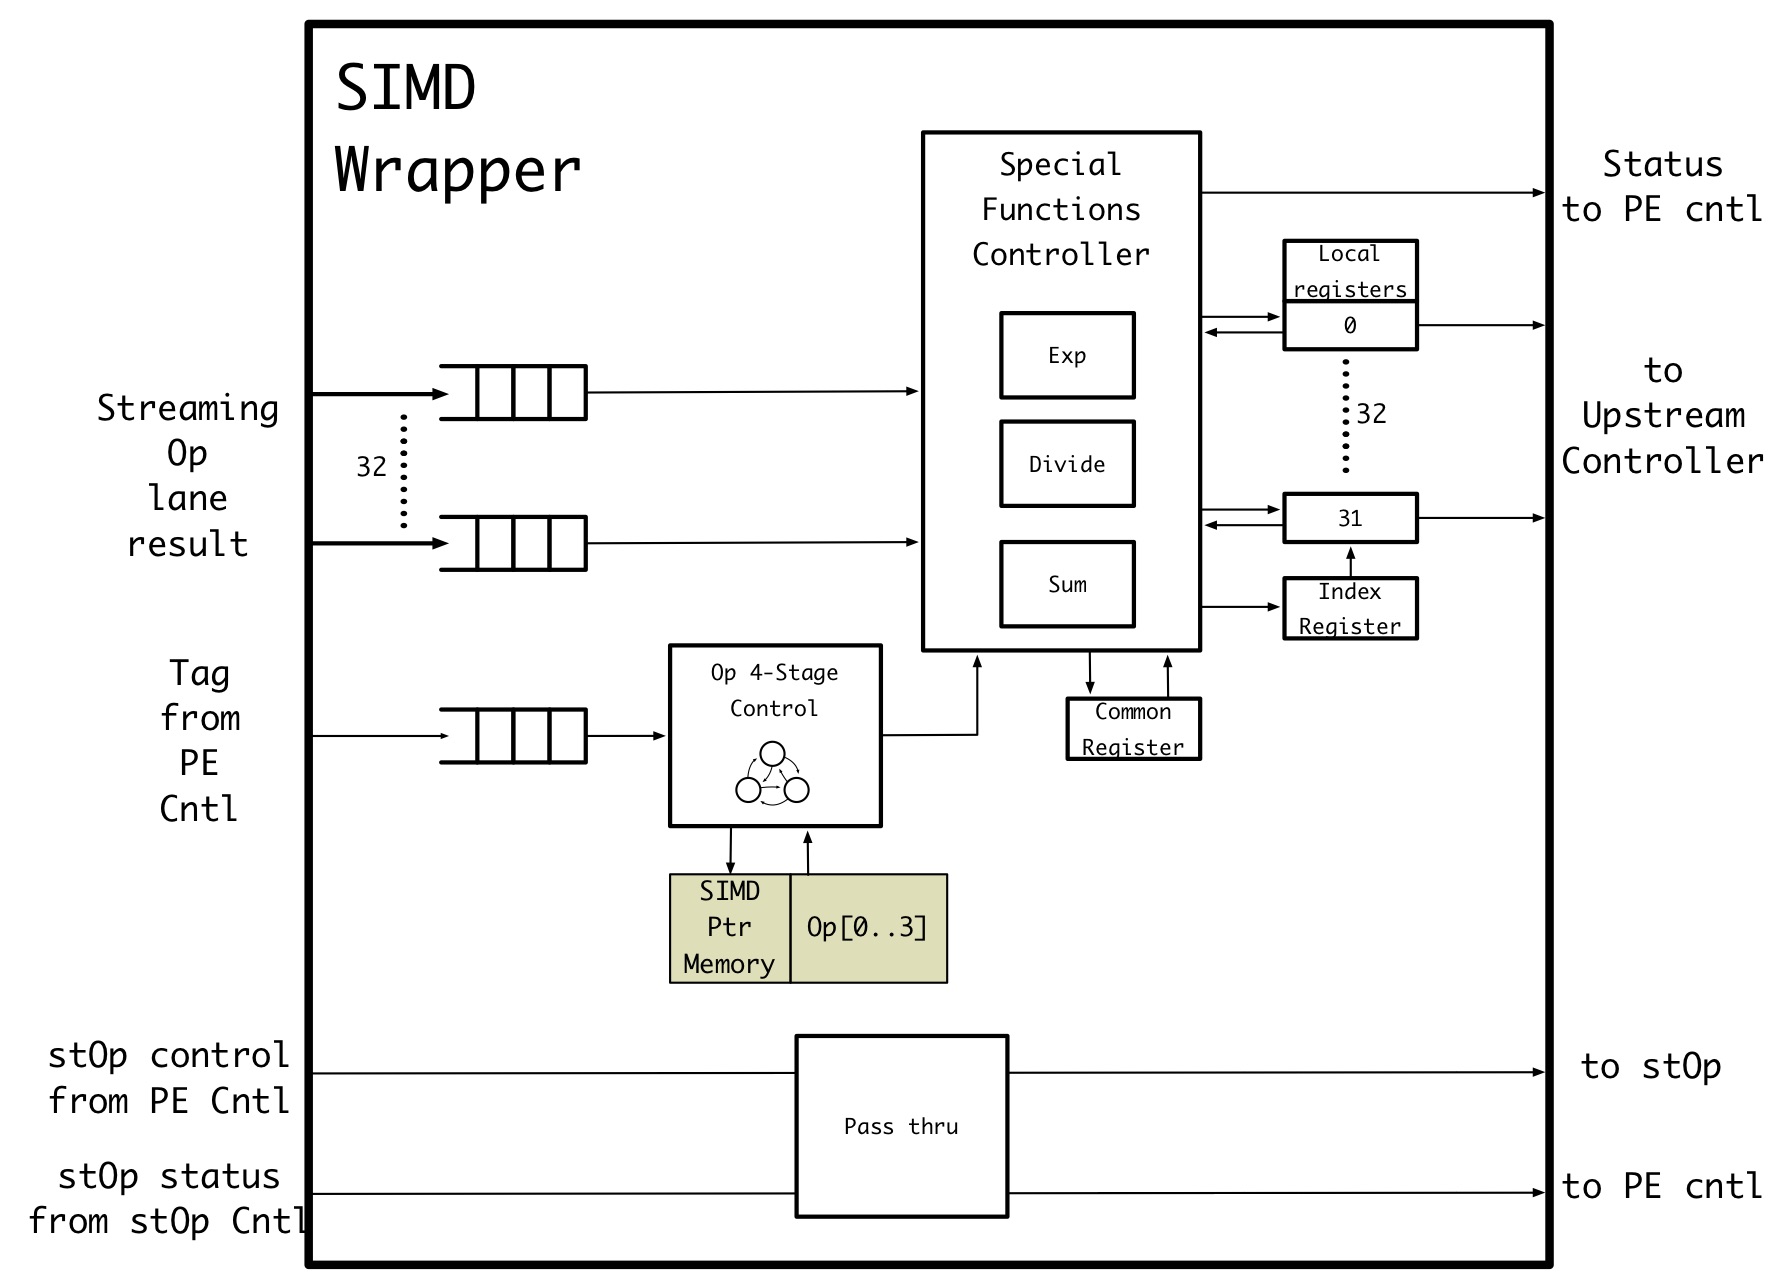 SIMD
Wrapper
Special
Functions
Controller
Exp
Divide
Sum
Status
to PE cntl
Local
registers
0
32
31
Index
Register
to
Upstream
Controller
Streaming
Op
lane
result
32
Tag
from
PE
Cntl
Op 4-Stage
Control
Common
Register
SIMD
Ptr
Memory
Op[0..3]
stOp control
from PE Cntl
Pass thru
to stOp
stOp status
from stOp Cntl
to PE cntl